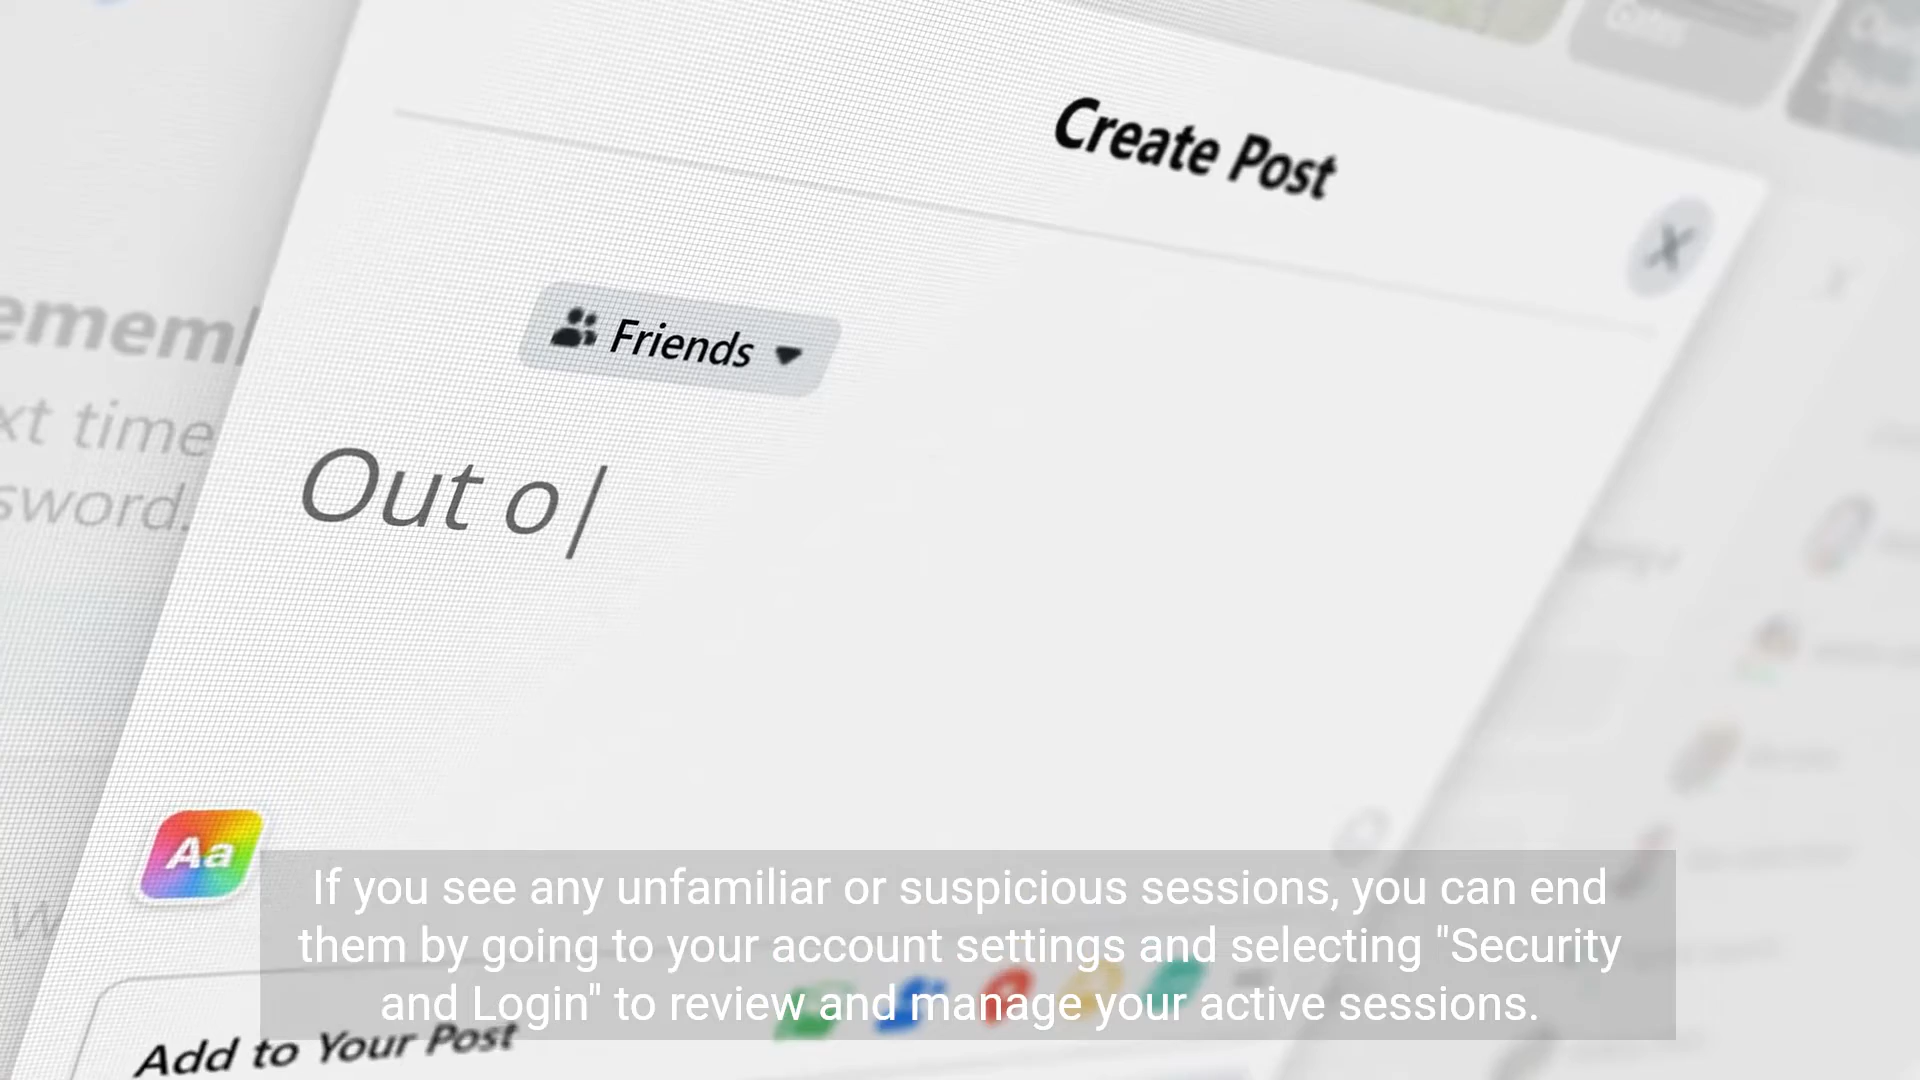 Create Post
X
Friends
Out o
xt time
sword.
Aa
If you see any unfamiliar or suspicious sessions, you can end
them by going to your account settings and selecting "Security
and Login" to review and manage your active sessions.
Add to Your Post